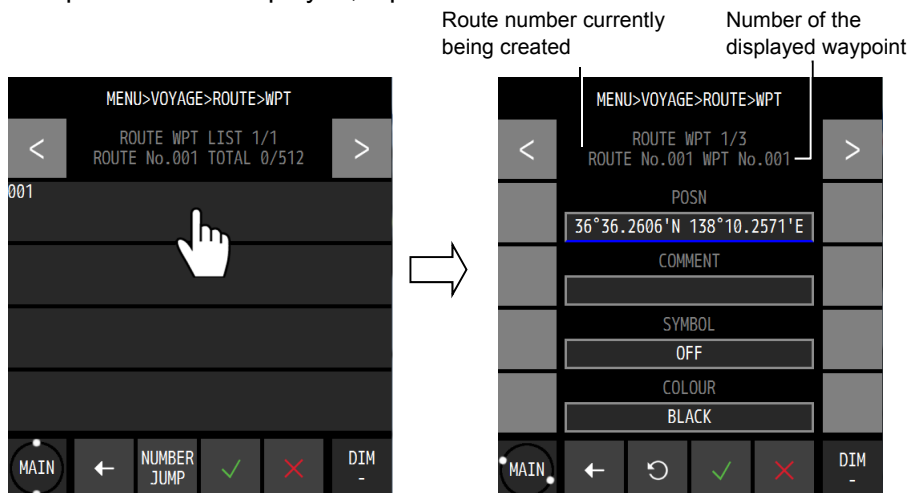 Route number currently
being created
Number of the
displayed waypoint
MENU>VOYAGE>ROUTE>WPT
<
ROUTE WPT LIST 1/1
ROUTE No.001 TOTAL 0/512
>
001
MAIN
NUMBER
JUMP
DIM
-
MENU>VOYAGE>ROUTE>WPT
<
ROUTE WPT 1/3
ROUTE No.001 WPT No.001
>
POSN
36°36.2606'N 138°10.2571'E
COMMENT
SYMBOL
OFF
COLOUR
BLACK
MAIN
DIM
-